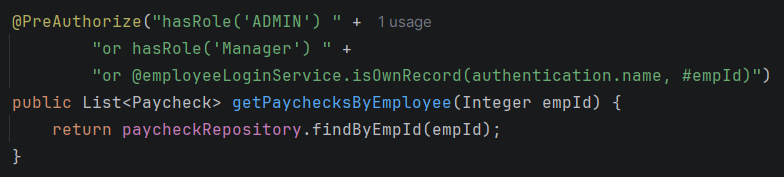 @PreAuthorize("hasRole('ADMIN') " + 1 usage
"or hasRole('Manager') " +
"or @employeeLoginService.isOwnRecord(authentication.name, #empId)")
public List<Paycheck> getPaychecksByEmployee(Integer empId) {
return paycheckRepository.findByEmpId(empId);
}